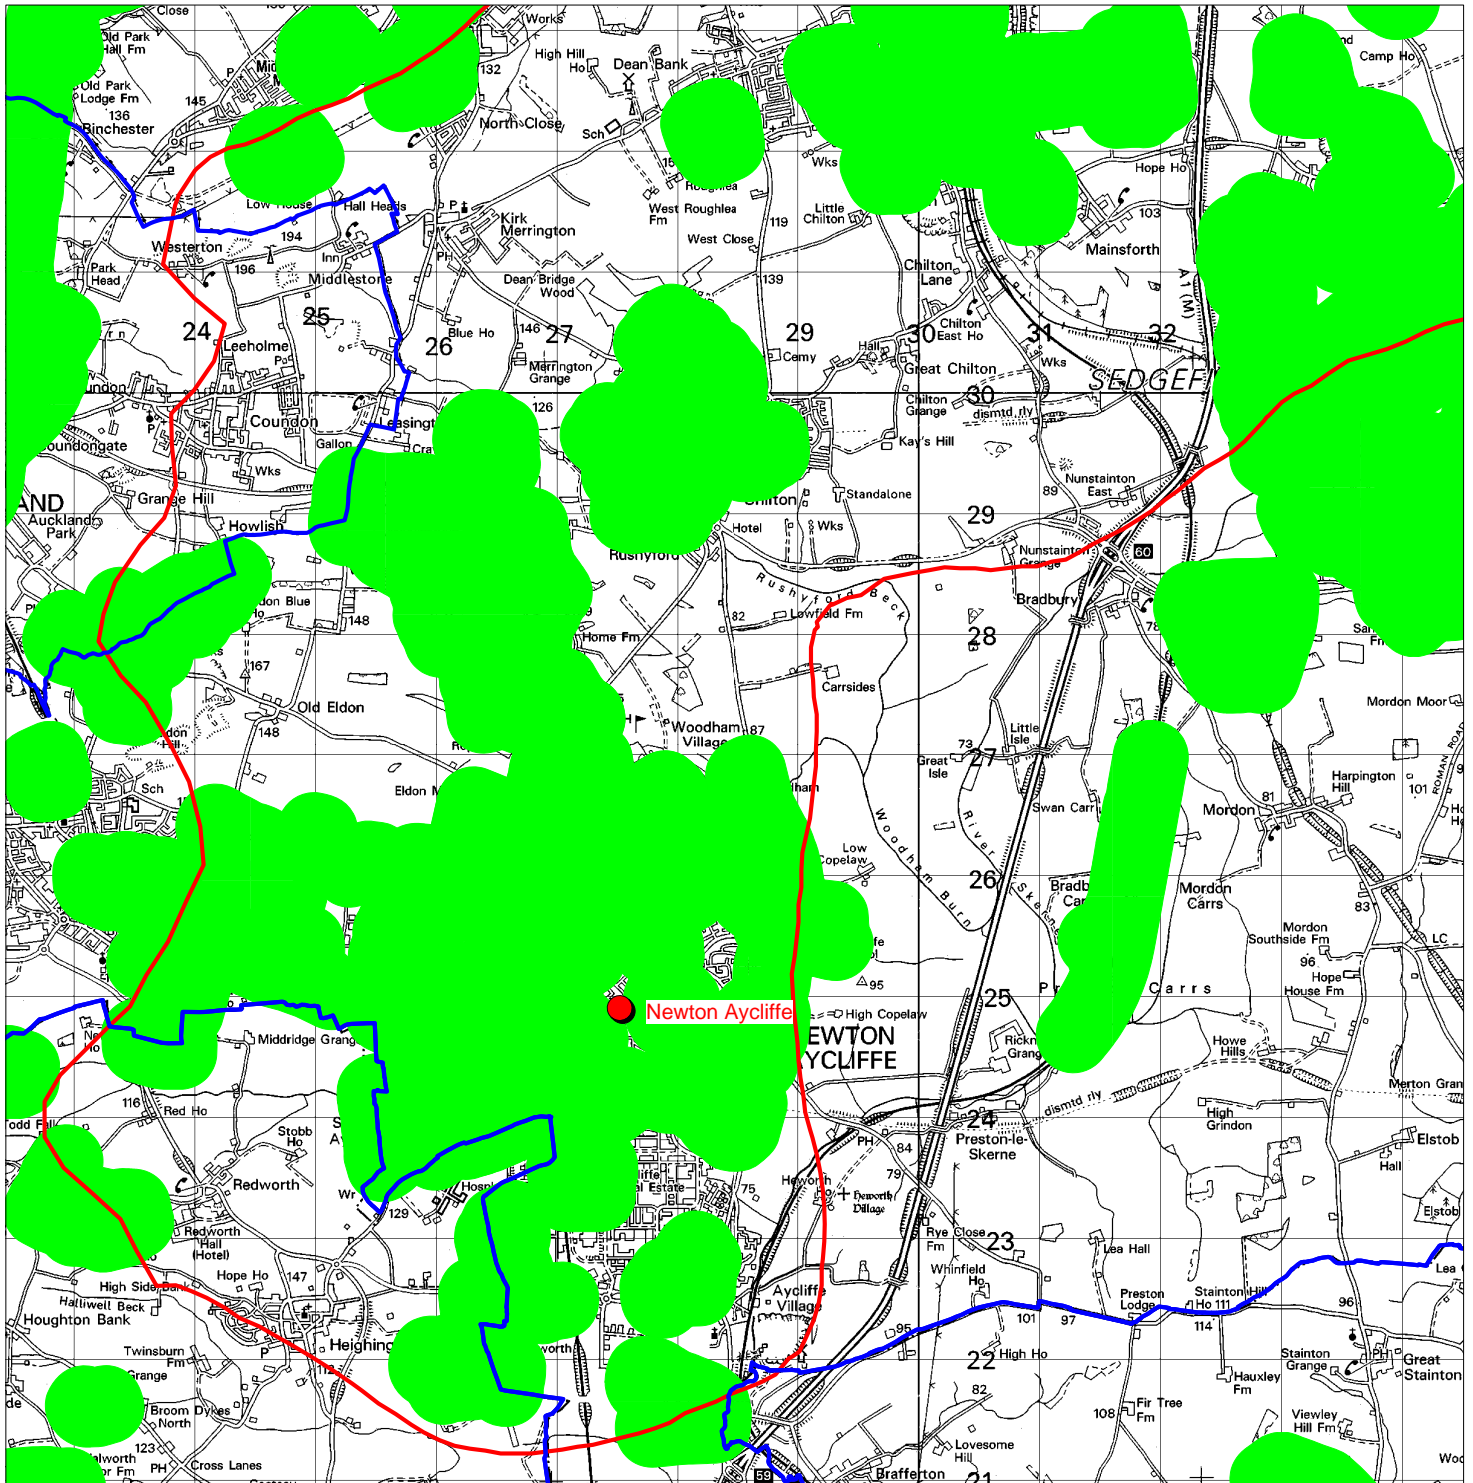 Close
Works
Old Park
Hall Fm
High Hill
Ho
Dean Bank
132
Camp Ho
P
Old Park
Lodge Fm
145
136
Binchester
North Close
Sch
Wks
Hope Ho
Roughlea
West Roughlea
Fm
Little
Chilton
119
103
Low House
Hall Heads
P
Kirk
Merrington
West Close
Mainsforth
Westerton
194
Inn
196
PH
Park
Head
Middlestone
Dean Bridge
Wood
139
Chilton
Lane
A1(M)
24
25
26
27
29
30
31
32
Blue Ho
146
Chilton
East Ho
Leeholme
Merrington
Grange
Cemy
Hall
Great Chilton
Wks
30
Coundon
126
Chilton
Grange
dismtd rly
Gallop
P
Kay's Hill
Wks
Grange Hill
Standalone
89
Nunstainton
East
AND
Auckland
Park
Howlish
Hotel
Wks
29
Rushyford
Nunstainton
Grange
60
Rushyford Beck
Bradbury
148
82
Lowfield Fm
78
Home Fm
28
167
Carrsides
Old Eldon
Mordon Moor
148
Woodham
Village
87
Little
Isle
73
Great
Isle
27
Harpington
Hill
101
ROMAN ROAD
Sch
Swan Carr
81
Mordon
Woodham Burn
River Skerne
Low
Copelaw
26
Mordon
Carrs
83
Mordon
Southside Fm
LC
96
Hope
House Fm
95
25
Carrs
Newton Aycliffe
High Copelaw
Middridge Grange
Howe
Hills
116
Red Ho
dismtd rly
High
Grindon
Stobb
Ho
24
PH
84
Preston-le-
Skerne
Elstob
Hall
Redworth
79
75
Heworth
Heworth
Village
129
Elstob
Redworth
Hall
(Hotel)
23
Rye Close
Fm
Lea Hall
High Side Bank
Hope Ho
147
Whinfield
Ho
Halliwell Beck
Houghton Bank
Aycliffe
Village
Preston
Lodge
Stainton Hill
Ho 111
96
101
97
114
95
P
Twinsburn
Fm
22
High Ho
Stainton
Grange
PH
Great
Stainton
Hauxley
Fm
82
Broom Dykes
North
108
Fir Tree
Fm
Viewley
Hill Fm
123
PH
Cross Lanes
Lovesome
Hill
59
Brafferton
21